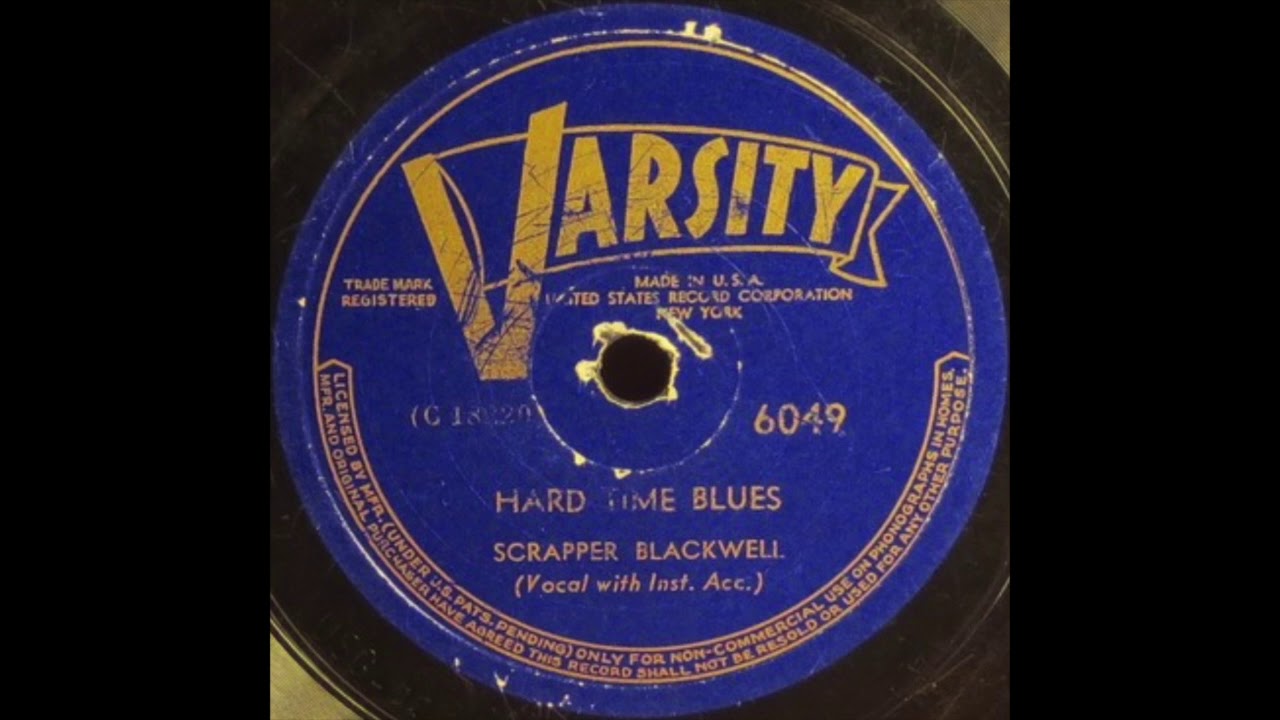 VARSITY
TRADE MARK
REGISTERED
MADE IN U.S.A.
UNITED STATES RECORD CORPORATION
NEW YORK
6049
HARD TIME BLUES
SCRAPPER BLACKWELL
(Vocal with Inst. Acc.)
LICENSED BY MFR. (UNDER U.S. PATS. PENDING) ONLY FOR NON-COMMERCIAL USE ON PHONOGRAPHS IN HOMES.
MFR. AND ORIGINAL PURCHASER HAVE AGREED THIS RECORD SHALL NOT BE RESOLD OR USED FOR ANY OTHER PURPOSE.